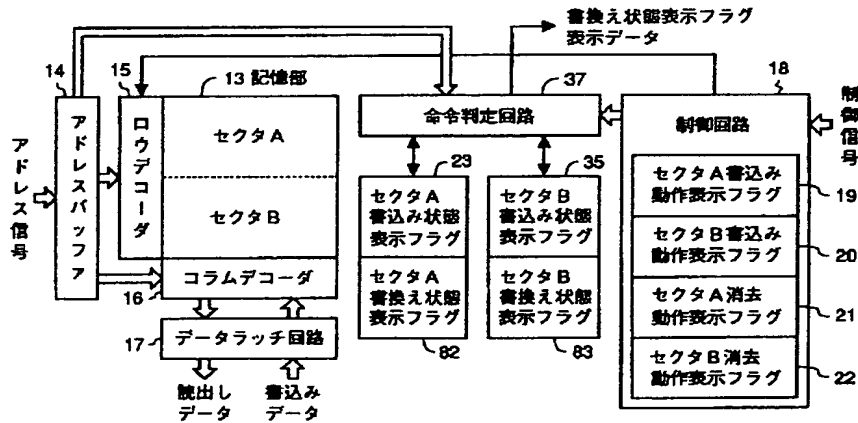 書換え状態表示フラグ
表示データ
14
15
13 記憶部
37
18
アドレス信号
アドレスバッファ
ロウデコーダ
セクタA
セクタB
コラムデコーダ
16
17
データラッチ回路
読出し
データ
書込み
データ
命令判定回路
23
セクタA
書込み状態
表示フラグ
セクタA
書換え状態
表示フラグ
82
35
セクタB
書込み状態
表示フラグ
セクタB
書換え状態
表示フラグ
83
制御回路
制御信号
セクタA書込み
動作表示フラグ
19
セクタB書込み
動作表示フラグ
20
セクタA消去
動作表示フラグ
21
セクタB消去
動作表示フラグ
22